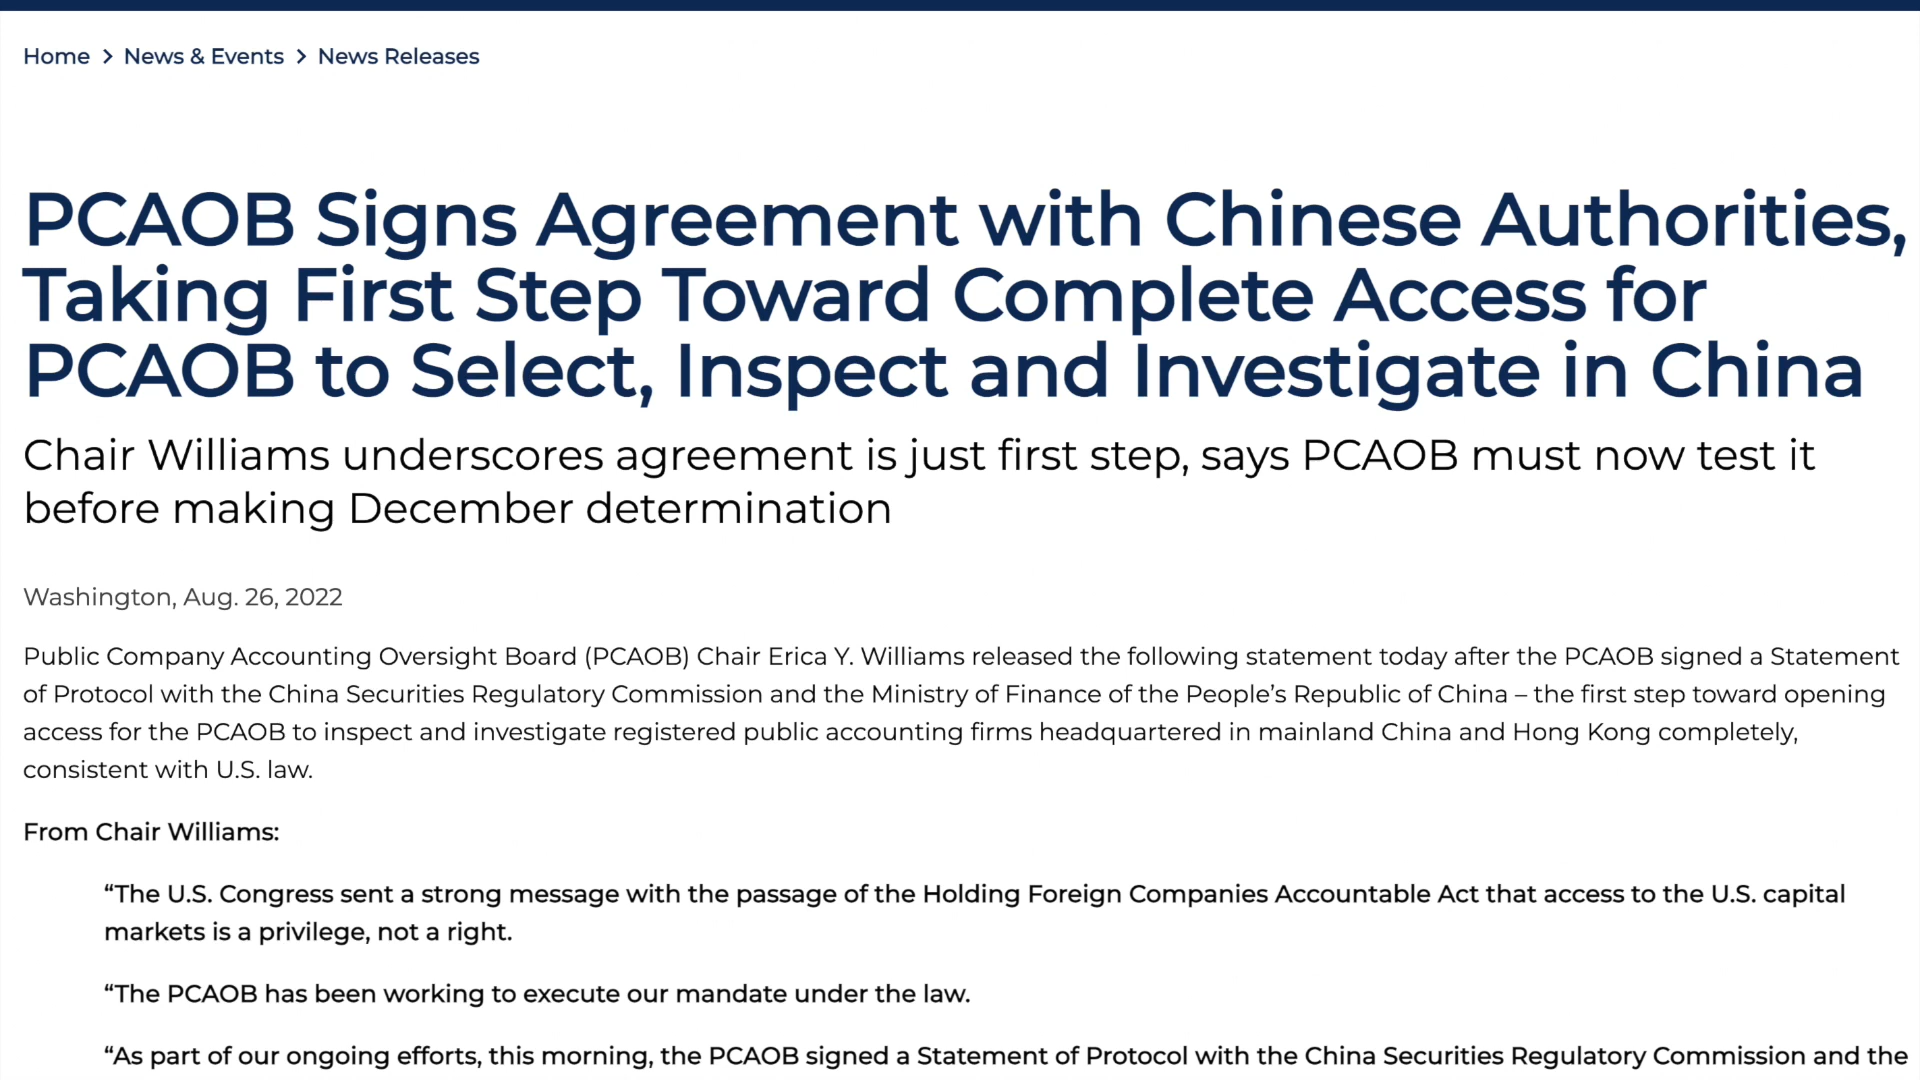 Home > News & Events > News Releases
PCAOB Signs Agreement with Chinese Authorities,
Taking First Step Toward Complete Access for
PCAOB to Select, Inspect and Investigate in China
Chair Williams underscores agreement is just first step, says PCAOB must now test it
before making December determination
Washington, Aug. 26, 2022
Public Company Accounting Oversight Board (PCAOB) Chair Erica Y. Williams released the following statement today after the PCAOB signed a Statement
of Protocol with the China Securities Regulatory Commission and the Ministry of Finance of the People’s Republic of China – the first step toward opening
access for the PCAOB to inspect and investigate registered public accounting firms headquartered in mainland China and Hong Kong completely,
consistent with U.S. law.
From Chair Williams:
“The U.S. Congress sent a strong message with the passage of the Holding Foreign Companies Accountable Act that access to the U.S. capital
markets is a privilege, not a right.
“The PCAOB has been working to execute our mandate under the law.
“As part of our ongoing efforts, this morning, the PCAOB signed a Statement of Protocol with the China Securities Regulatory Commission and the